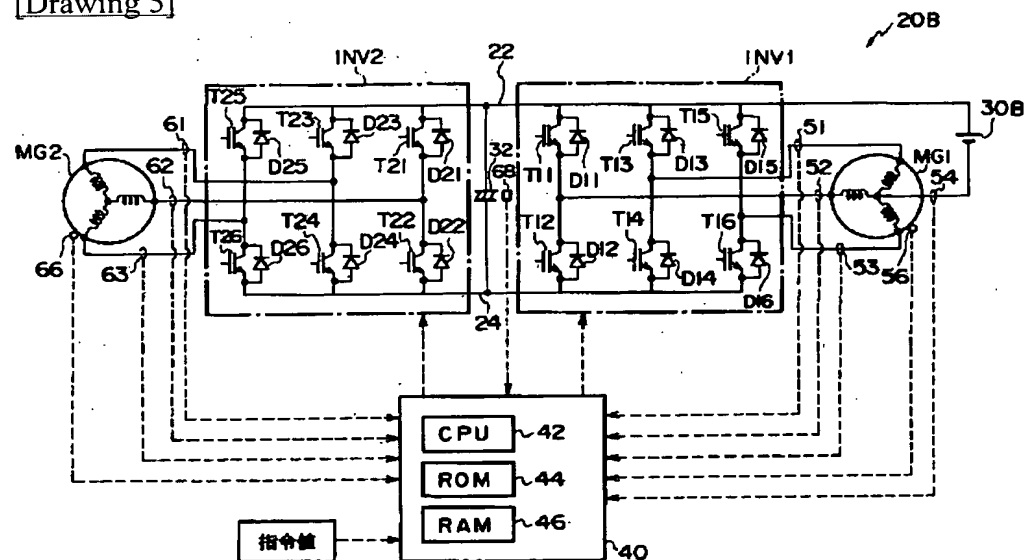 [Drawing 5]
20B
INV2
22
INV1
T25
T23
D23
T15
30B
61
51
MG2
D25
T21
D21
32
68
T11
D11
T13
D13
D15
MG1
62
52
54
T26
D26
T24
D24
T22
D22
T12
D12
T14
D14
T16
D16
66
63
53
56
24
CPU
42
ROM
44
RAM
46
指令値
40